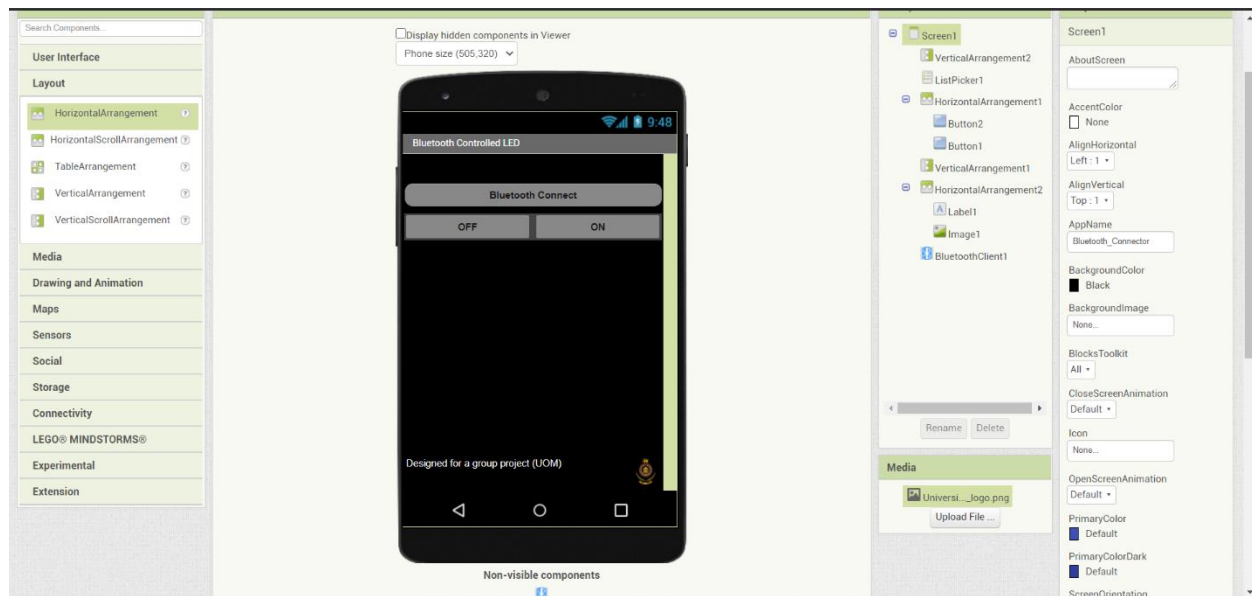 Search Components...
User Interface
Layout
HorizontalArrangement
HorizontalScrollArrangement
TableArrangement
VerticalArrangement
VerticalScrollArrangement
Media
Drawing and Animation
Maps
Sensors
Social
Storage
Connectivity
LEGO® MINDSTORMS®
Experimental
Extension
Display hidden components in Viewer
Phone size (505,320)
9:48
Bluetooth Controlled LED
Bluetooth Connect
OFF ON
Designed for a group project (UOM)
Non-visible components
Screen1
VerticalArrangement2
ListPicker1
HorizontalArrangement1
Button2
Button1
VerticalArrangement1
HorizontalArrangement2
Label1
Image1
BluetoothClient1
Rename Delete
Media
Universi..._logo.png
Upload File ...
Screen1
AboutScreen
AccentColor
None
AlignHorizontal
Left : 1
AlignVertical
Top : 1
AppName
Bluetooth_Connector
BackgroundColor
Black
BackgroundImage
None...
BlocksToolkit
All
CloseScreenAnimation
Default
Icon
None...
OpenScreenAnimation
Default
PrimaryColor
Default
PrimaryColorDark
Default
ScreenOrientation